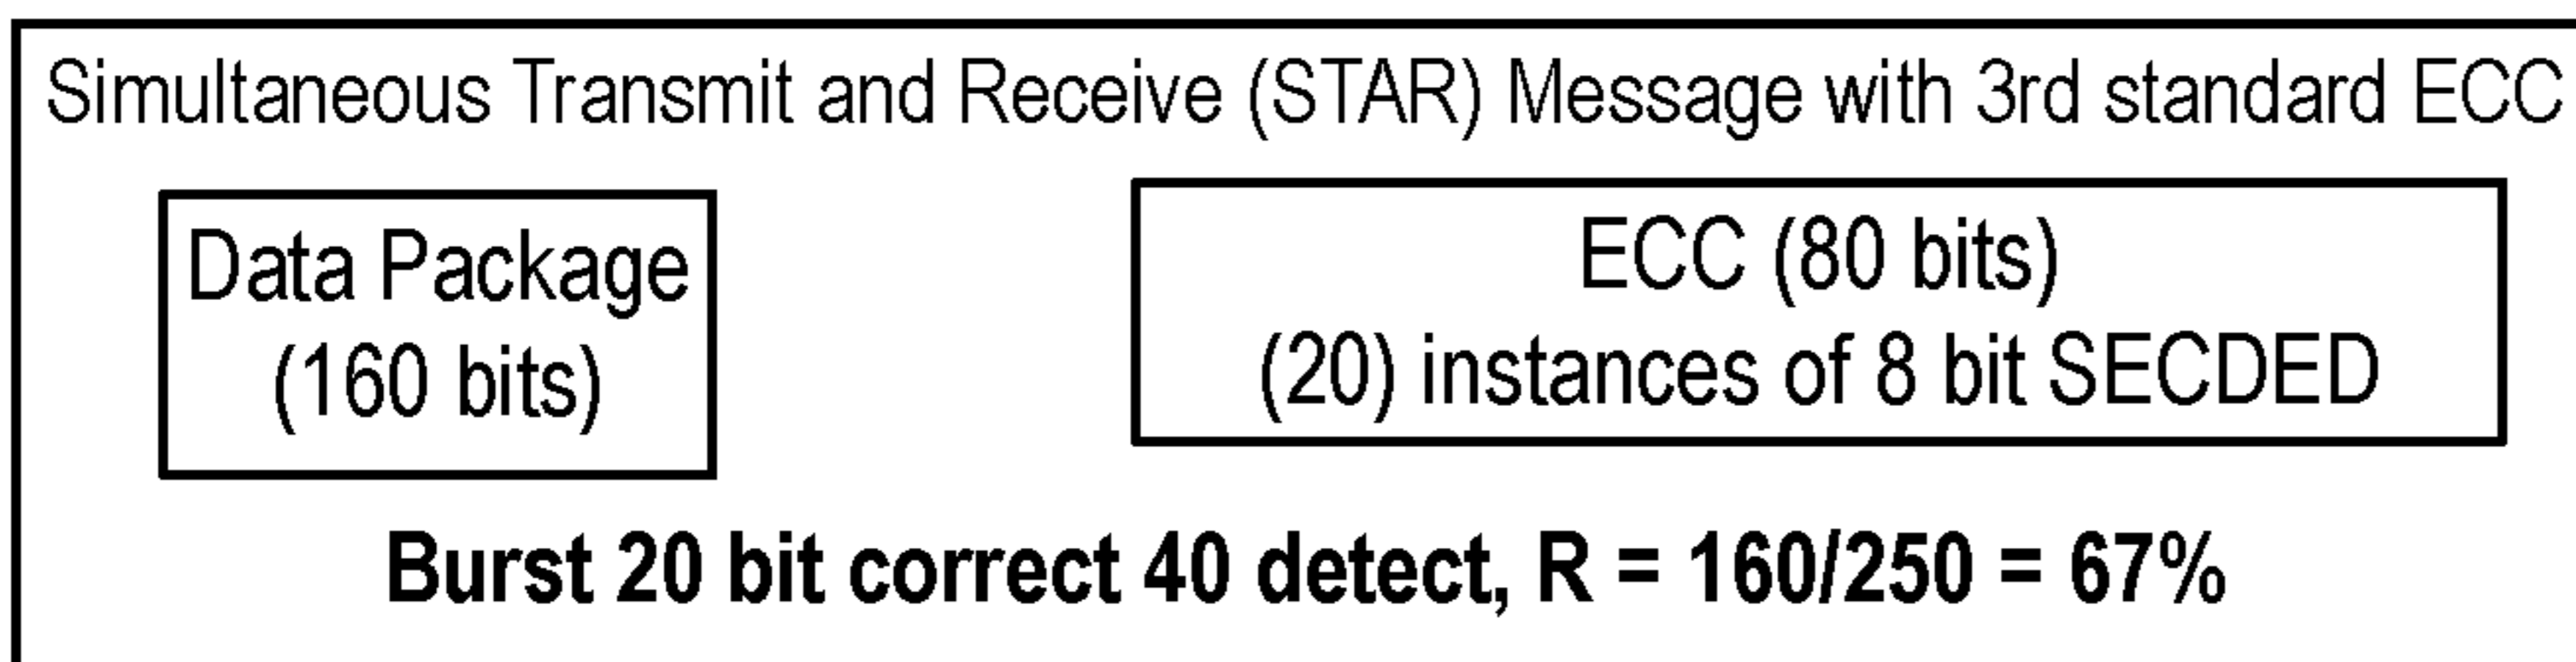 Simultaneous Transmit and Receive (STAR) Message with 3rd standard ECC
Data Package
(160 bits)
ECC (80 bits)
(20) instances of 8 bit SECDED
Burst 20 bit correct 40 detect, R = 160/250 = 67%